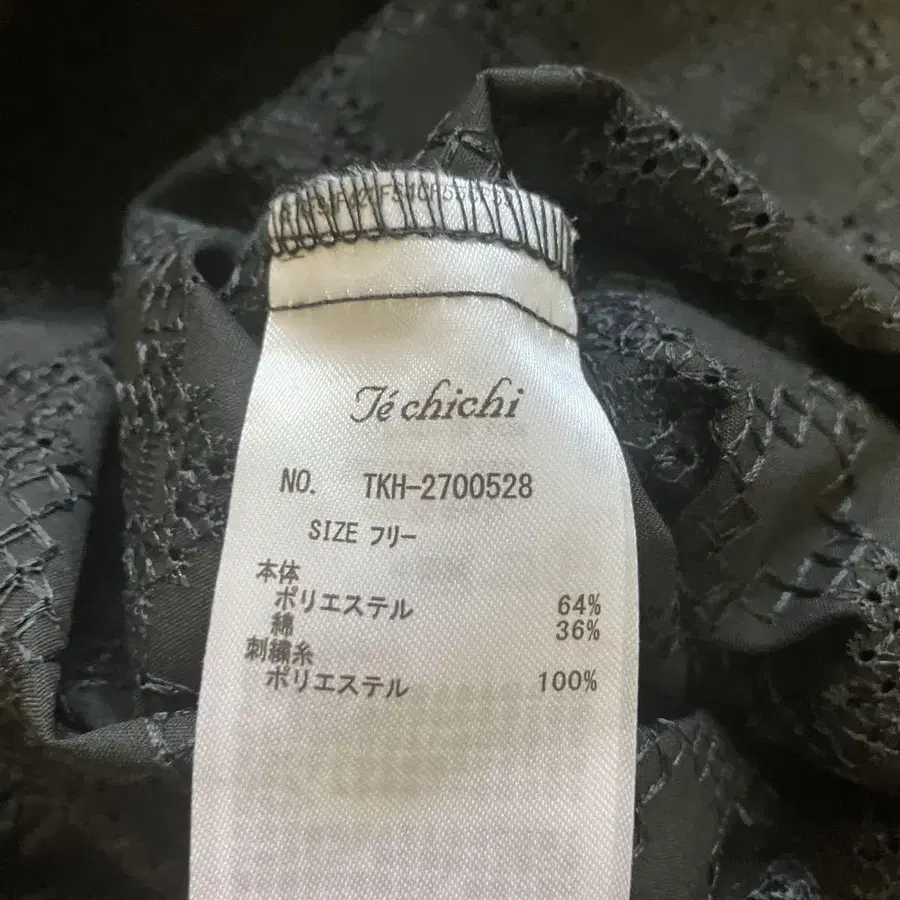 Té chichi
NO. TKH-2700528
SIZE フリー
本体
ポリエステル 64%
綿 36%
刺繍糸
ポリエステル 100%